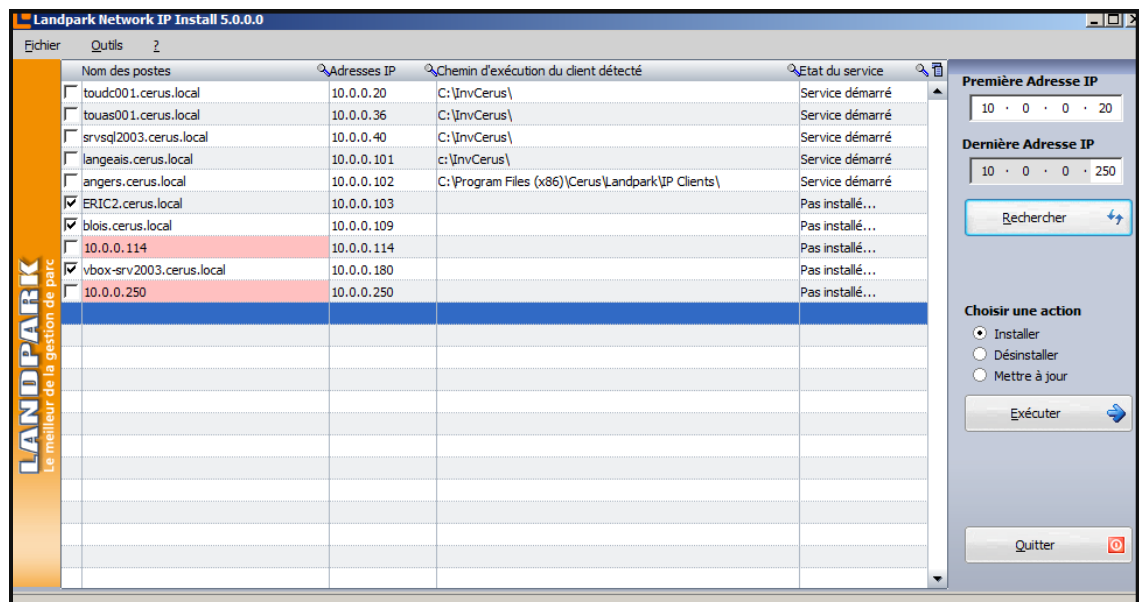 Landpark Network IP Install 5.0.0.0
Fichier Outils ?
Nom des postes Adresses IP Chemin d'exécution du client détecté Etat du service
toudc001.cerus.local 10.0.0.20 C:\InvCerus\ Service démarré
touas001.cerus.local 10.0.0.36 C:\InvCerus\ Service démarré
srvsql2003.cerus.local 10.0.0.40 C:\InvCerus\ Service démarré
langeais.cerus.local 10.0.0.101 c:\InvCerus\ Service démarré
angers.cerus.local 10.0.0.102 C:\Program Files (x86)\Cerus\Landpark\IP Clients\ Service démarré
ERIC2.cerus.local 10.0.0.103 Pas installé...
blois.cerus.local 10.0.0.109 Pas installé...
10.0.0.114 10.0.0.114 Pas installé...
vbox-srv2003.cerus.local 10.0.0.180 Pas installé...
10.0.0.250 10.0.0.250 Pas installé...
LANDPARK
Le meilleur de la gestion de parc
Première Adresse IP
10 . 0 . 0 . 20
Dernière Adresse IP
10 . 0 . 0 . 250
Rechercher
Choisir une action
Installer
Désinstaller
Mettre à jour
Exécuter
Quitter